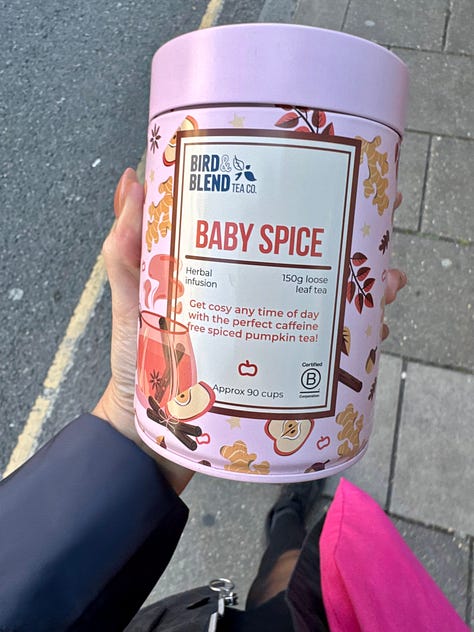 BIRD &
BLEND TEA CO.
BABY SPICE
Herbal
infusion
150g loose
leaf tea
Get cosy any time of day
with the perfect caffeine
free spiced pumpkin tea!
Approx 90 cups
Certified
B
Corporation